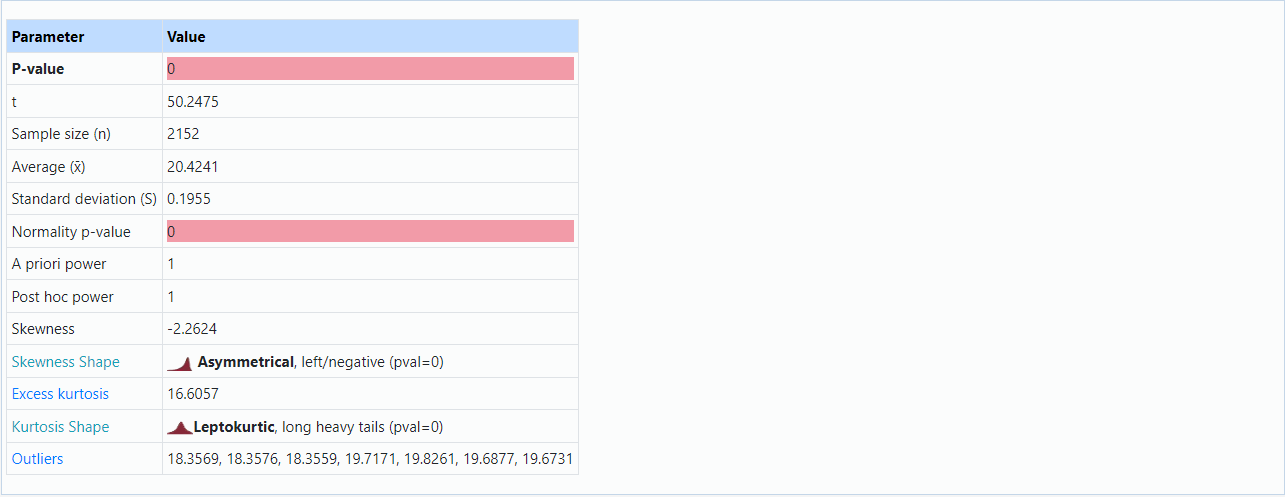 Parameter Value
P-value 0
t 50.2475
Sample size (n) 2152
Average (x̄) 20.4241
Standard deviation (S) 0.1955
Normality p-value 0
A priori power 1
Post hoc power 1
Skewness -2.2624
Skewness Shape Asymmetrical, left/negative (pval=0)
Excess kurtosis 16.6057
Kurtosis Shape Leptokurtic, long heavy tails (pval=0)
Outliers 18.3569, 18.3576, 18.3559, 19.7171, 19.8261, 19.6877, 19.6731